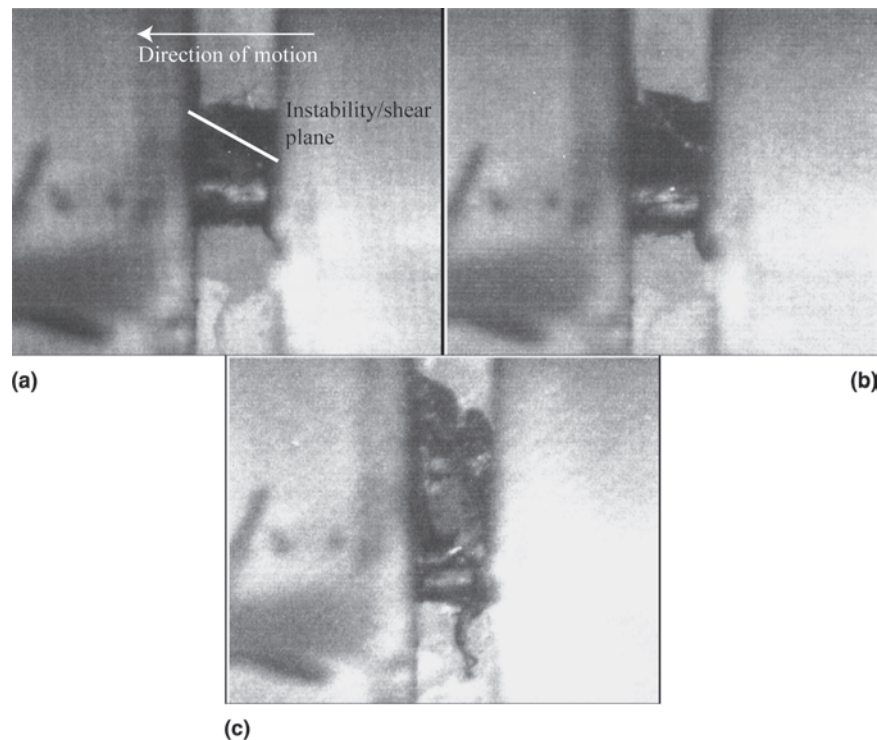 Direction of motion
Instability/shear
plane
(a)
(b)
(c)